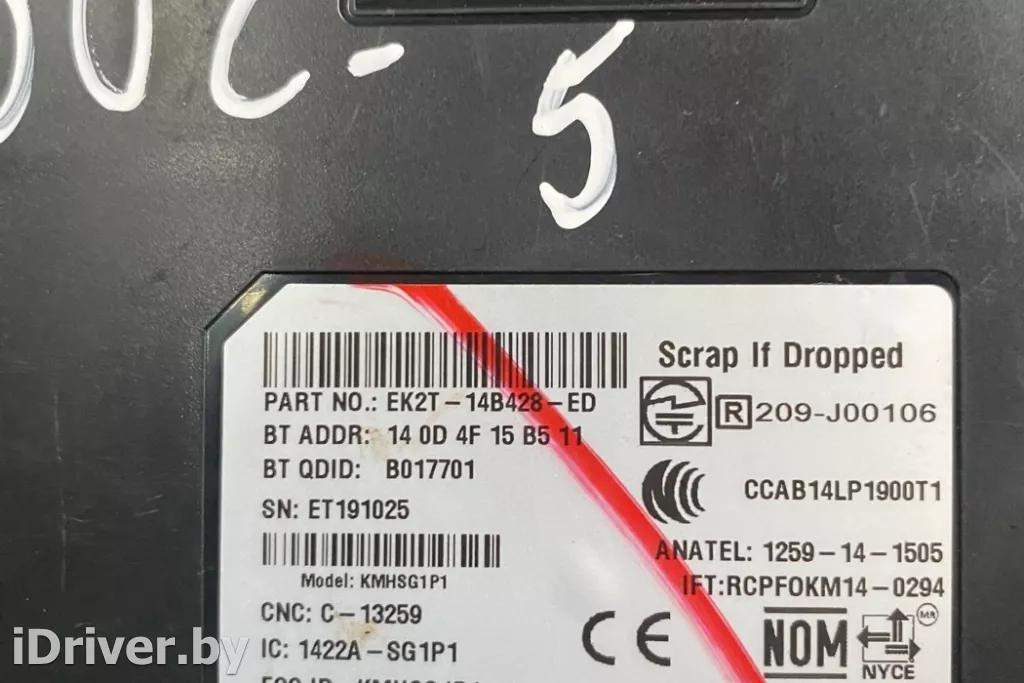 5
PART NO.: EK2T-14B428-ED
BT ADDR: 14 0D 4F 15 B5 11
BT QDID: B017701
SN: ET191025
Model: KMHSG1P1
CNC: C-13259
IC: 1422A-SG1P1
Scrap If Dropped
R 209-J00106
CCAB14LP1900T1
ANATEL: 1259-14-1505
IFT:RCPFOKM14-0294
CE
NOM
MR
NYCE
iDriver.by